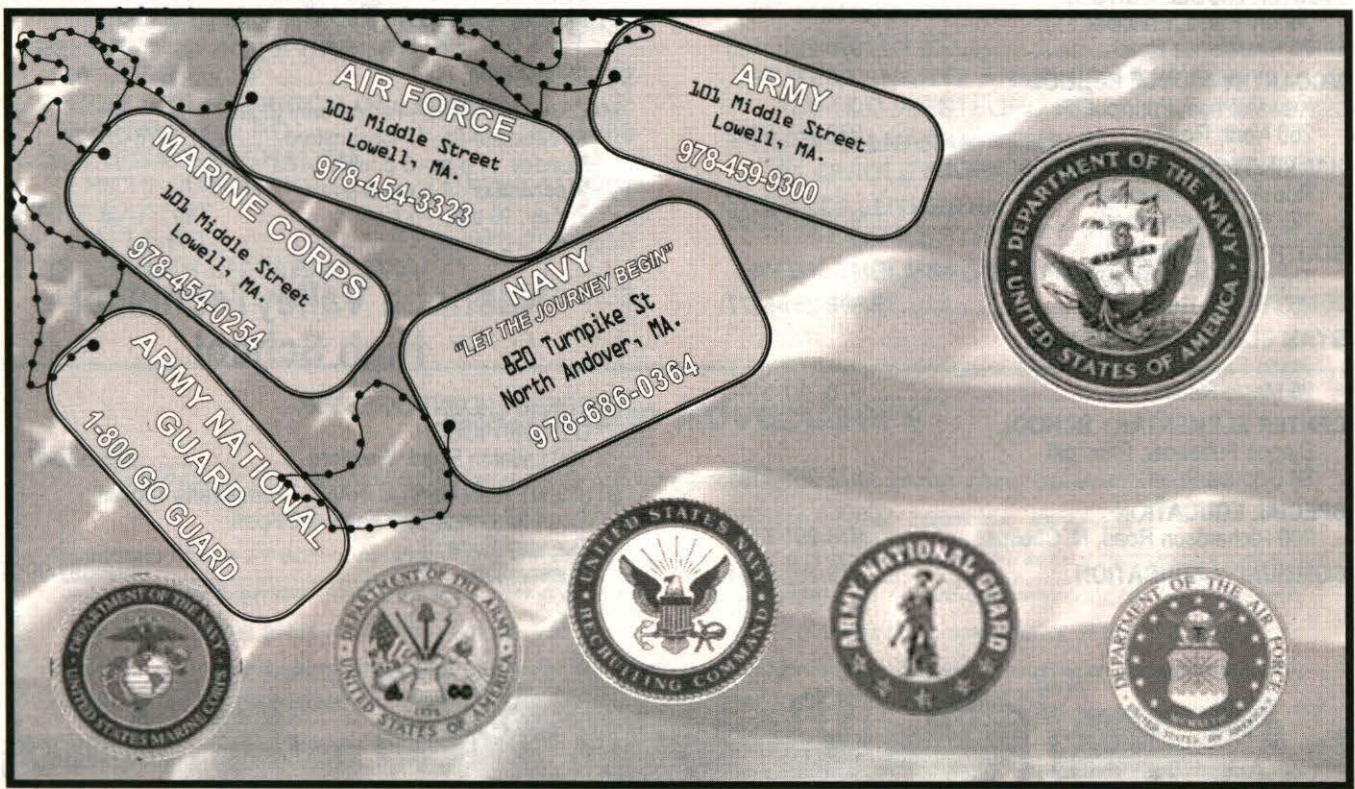 AIR FORCE
101 Middle Street
Lowell, MA.
978-454-3323
ARMY
101 Middle Street
Lowell, MA.
978-459-9300
MARINE CORPS
101 Middle Street
Lowell, MA.
978-454-0254
NAVY
"LET THE JOURNEY BEGIN"
820 Turnpike St
North Andover, MA.
978-686-0364
ARMY NATIONAL
GUARD
1-800 GO GUARD
DEPARTMENT OF THE NAVY
UNITED STATES OF AMERICA
DEPARTMENT OF THE NAVY
UNITED STATES MARINE CORPS
DEPARTMENT OF THE ARMY
UNITED STATES OF AMERICA
1775
UNITED STATES NAVY
RECRUITING COMMAND
ARMY NATIONAL GUARD
DEPARTMENT OF THE AIR FORCE
UNITED STATES OF AMERICA